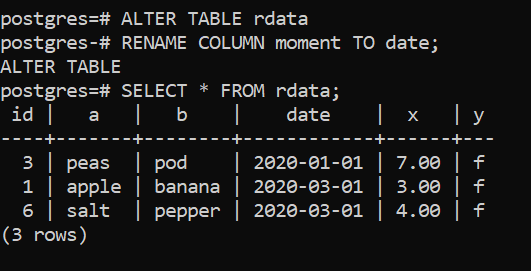 postgres=# ALTER TABLE rdata
postgres-# RENAME COLUMN moment TO date;
ALTER TABLE
postgres=# SELECT * FROM rdata;
 id |   a   |   b    |    date    |  x   | y
----+-------+--------+------------+------+---
  3 | peas  | pod    | 2020-01-01 | 7.00 | f
  1 | apple | banana | 2020-03-01 | 3.00 | f
  6 | salt  | pepper | 2020-03-01 | 4.00 | f
(3 rows)